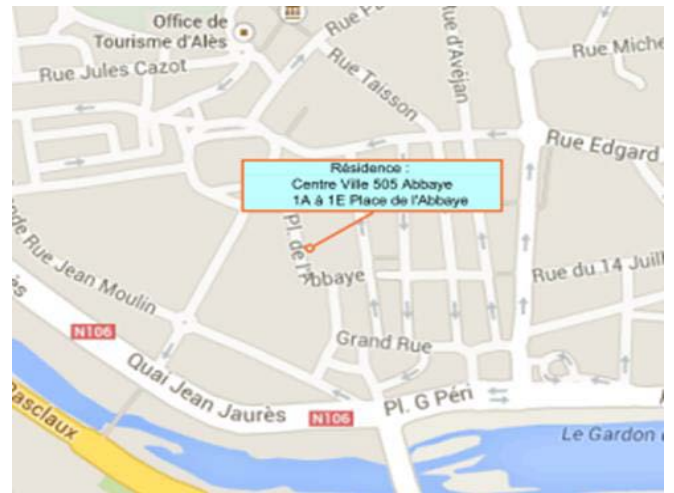 Office de
Tourisme d'Alès
Rue Jules Cazot
Rue Taisson
Rue d'Avéjan
Rue Miche
Rue Edgard
Résidence :
Centre Ville 505 Abbaye
1A à 1E Place de l'Abbaye
Pl. de l'Abbaye
Rue du 14 Juill
Rue Jean Moulin
N106
Grand Rue
Quai Jean Jaurès
N106
Pl. G Péri
Le Gardon